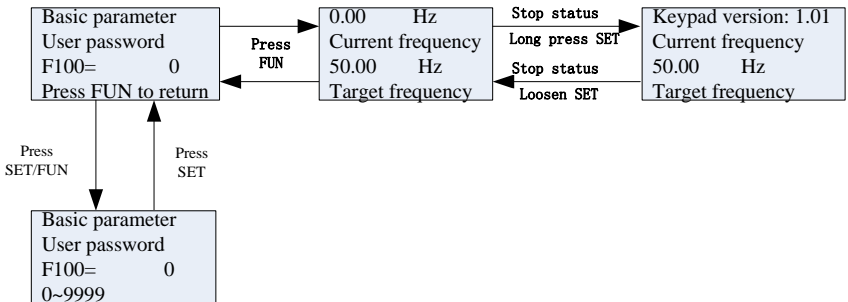 Basic parameter
User password
F100= 0
Press FUN to return
Press
FUN
0.00 Hz
Current frequency
50.00 Hz
Target frequency
Stop status
Long press SET
Stop status
Loosen SET
Keypad version: 1.01
Current frequency
50.00 Hz
Target frequency
Press
SET/FUN
Press
SET
Basic parameter
User password
F100= 0
0~9999